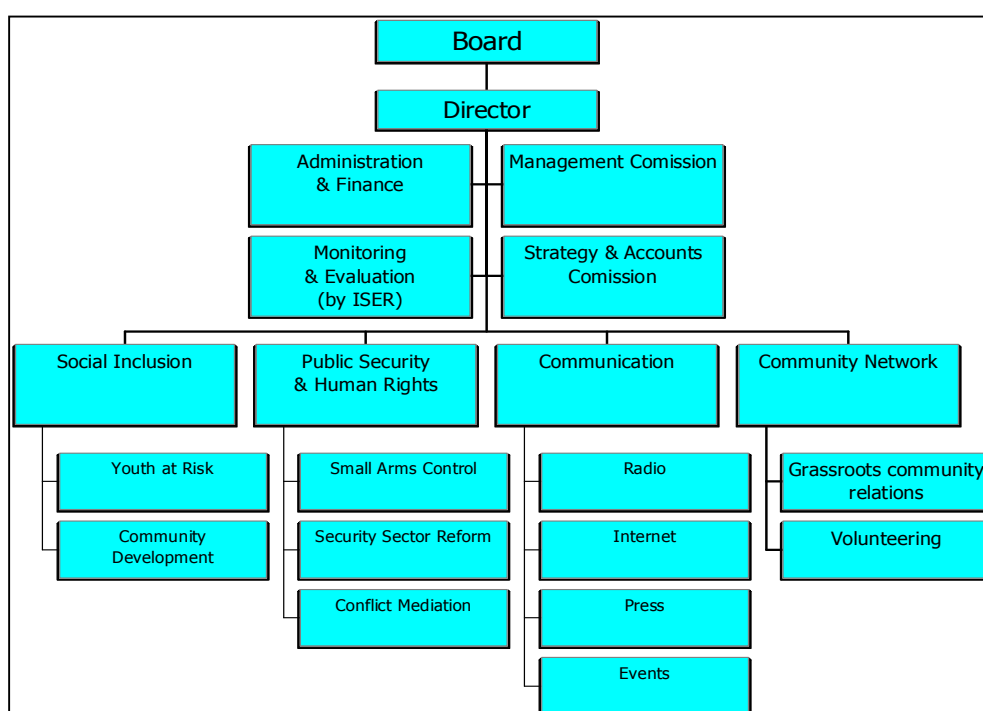 Board
Director
Administration
& Finance
Management Comission
Monitoring
& Evaluation
(by ISER)
Strategy & Accounts
Comission
Social Inclusion
Public Security
& Human Rights
Communication
Community Network
Youth at Risk
Small Arms Control
Radio
Grassroots community
relations
Community
Development
Security Sector Reform
Internet
Volunteering
Conflict Mediation
Press
Events